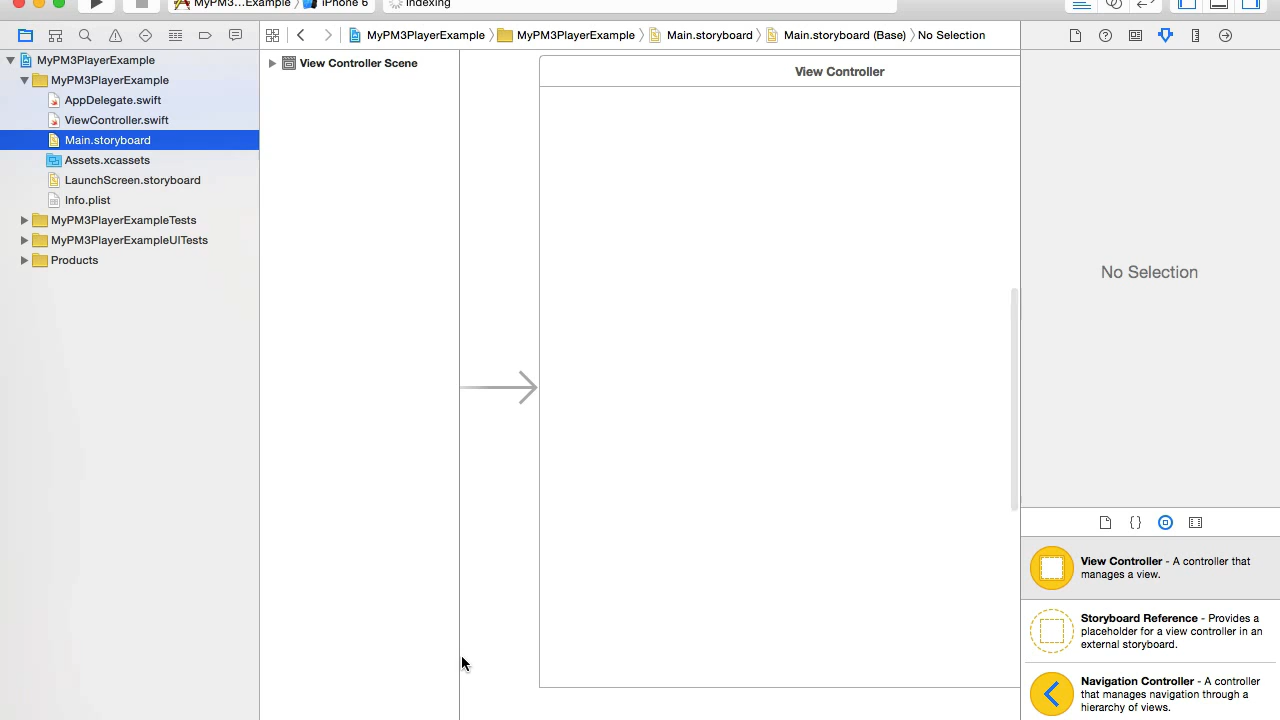 MyPM3...Example
iPhone 6
Indexing
MyPM3PlayerExample
MyPM3PlayerExample
Main.storyboard
Main.storyboard (Base)
No Selection
MyPM3PlayerExample
MyPM3PlayerExample
AppDelegate.swift
ViewController.swift
Main.storyboard
Assets.xcassets
LaunchScreen.storyboard
Info.plist
MyPM3PlayerExampleTests
MyPM3PlayerExampleUITests
Products
View Controller Scene
View Controller
No Selection
View Controller - A controller that
manages a view.
Storyboard Reference - Provides a
placeholder for a view controller in an
external storyboard.
Navigation Controller - A controller
that manages navigation through a
hierarchy of views.